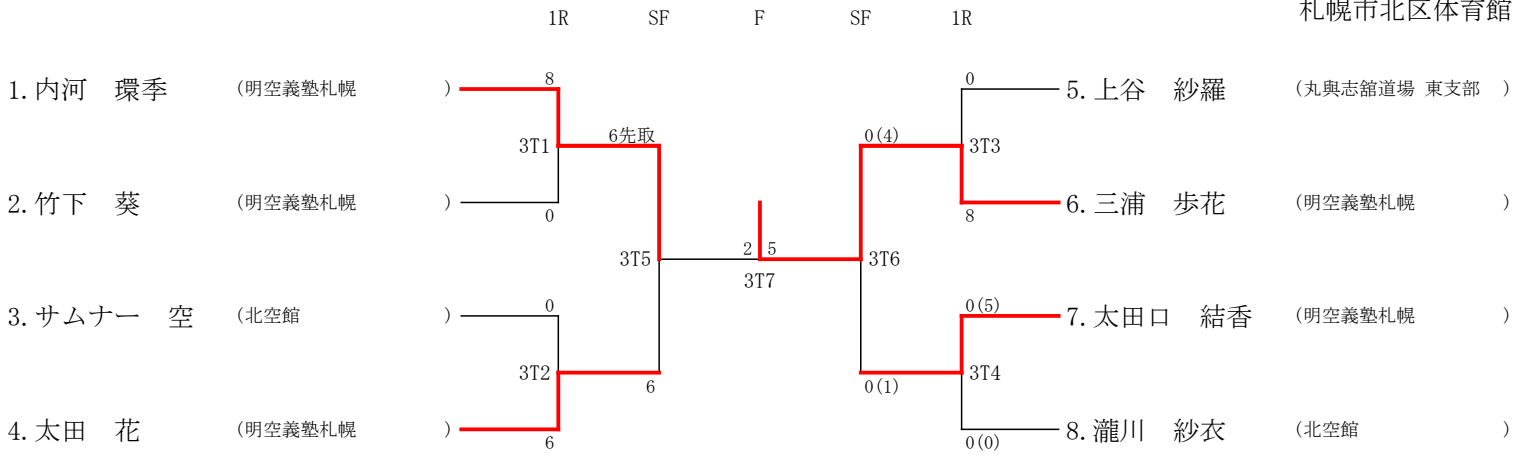 札幌市北区体育館
1R SF F SF 1R
8 0
1. 内河 環季 (明空義塾札幌 ) 5. 上谷 紗羅 (丸與志舘道場 東支部 )
3T1 6先取 0(4) 3T3
2. 竹下 葵 (明空義塾札幌 ) 6. 三浦 歩花 (明空義塾札幌 )
0 8
3T5 2 5 3T6
3T7
0 0(5)
3. サムナー 空 (北空館 ) 7. 太田口 結香 (明空義塾札幌 )
3T2 6 0(1) 3T4
4. 太田 花 (明空義塾札幌 ) 8. 瀧川 紗衣 (北空館 )
6 0(0)